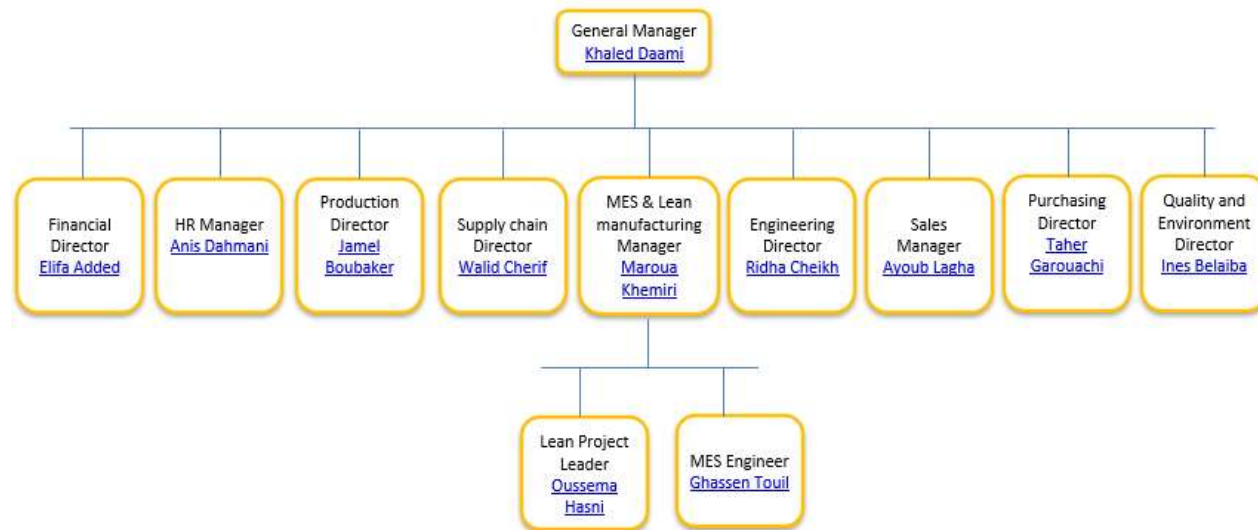 General Manager
Khaled Daami
Financial
Director
Elifa Added
HR Manager
Anis Dahmani
Production
Director
Jamel
Boubaker
Supply chain
Director
Walid Cherif
MES & Lean
manufacturing
Manager
Maroua
Khemiri
Engineering
Director
Ridha Cheikh
Sales
Manager
Ayoub Lagha
Purchasing
Director
Taher
Garouachi
Quality and
Environment
Director
Ines Belaiba
Lean Project
Leader
Oussema
Hasni
MES Engineer
Ghassen Touil